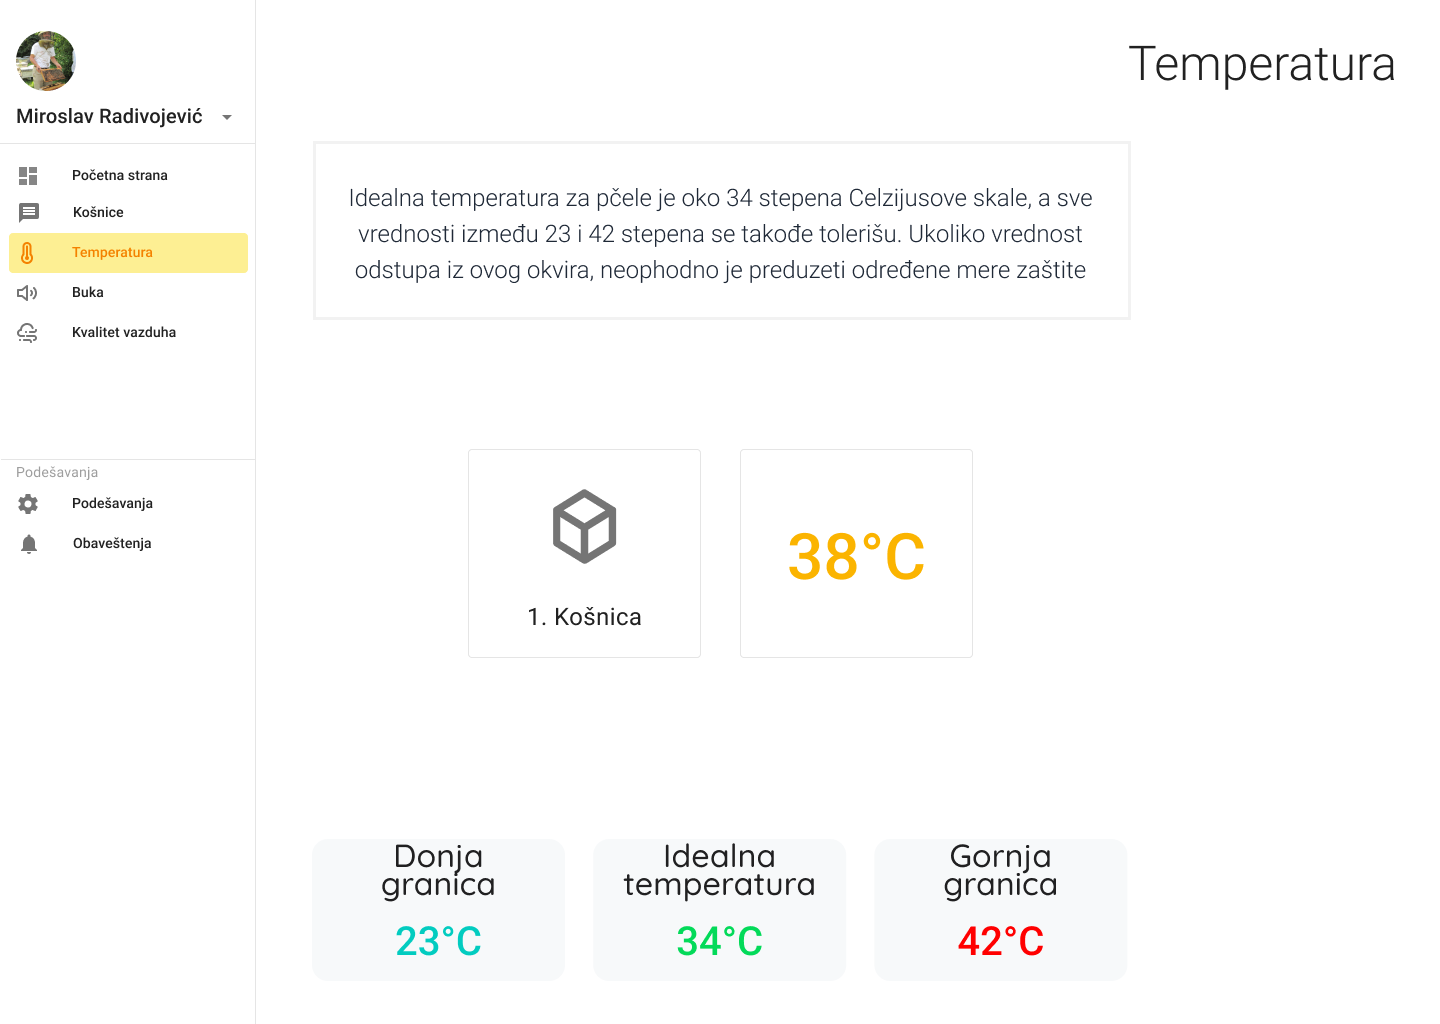 Miroslav Radivojević
Početna strana
Košnice
Temperatura
Buka
Kvalitet vazduha
Podešavanja
Podešavanja
Obaveštenja
Temperatura
Idealna temperatura za pčele je oko 34 stepena Celzijusove skale, a sve
vrednosti između 23 i 42 stepena se takođe tolerišu. Ukoliko vrednost
odstupa iz ovog okvira, neophodno je preduzeti određene mere zaštite
1. Košnica
38°C
Donja
granica
23°C
Idealna
temperatura
34°C
Gornja
granica
42°C